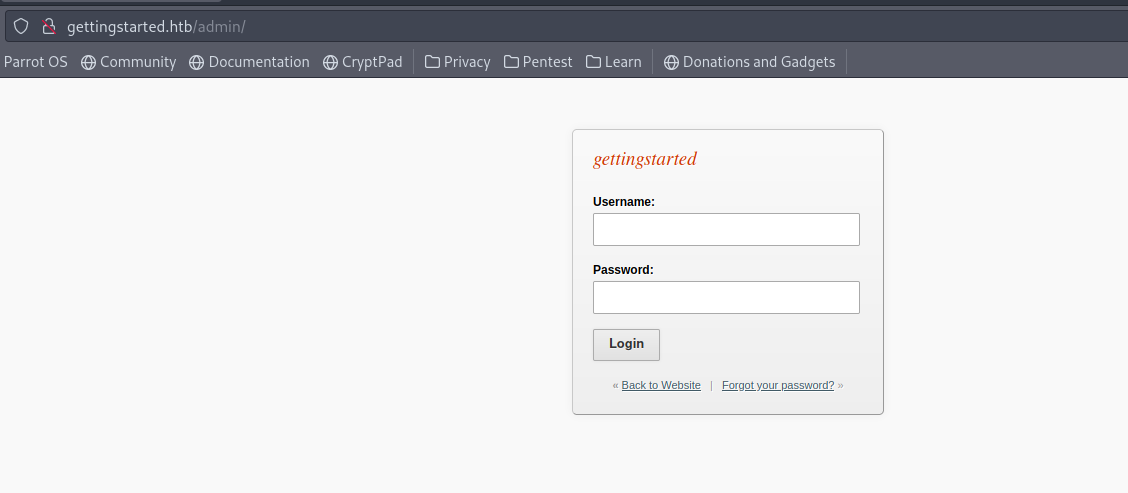 gettingstarted.htb/admin/
Parrot OS Community Documentation CryptPad Privacy Pentest Learn Donations and Gadgets
gettingstarted
Username:
Password:
Login
« Back to Website | Forgot your password? »